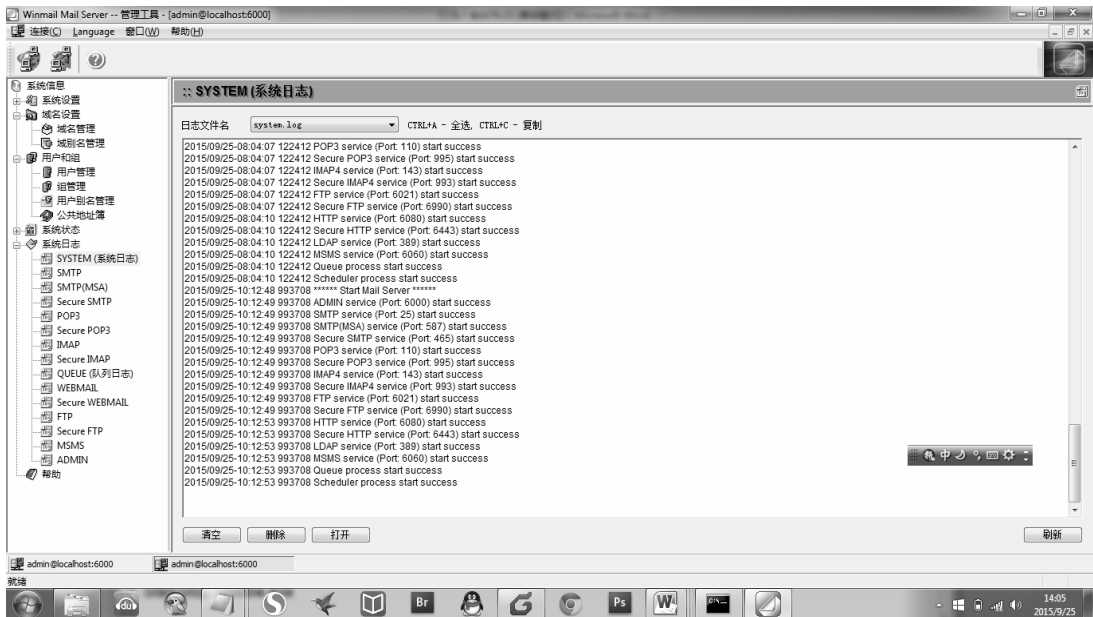 Winmail Mail Server -- 管理工具 - [admin@localhost:6000]
连接(C) Language 窗口(W) 帮助(H)
系统信息
系统设置
域名设置
域名管理
域别名管理
用户和组
用户管理
组管理
用户别名管理
公共地址簿
系统状态
系统日志
SYSTEM (系统日志)
SMTP
SMTP(MSA)
Secure SMTP
POP3
Secure POP3
IMAP
Secure IMAP
QUEUE (队列日志)
WEBMAIL
Secure WEBMAIL
FTP
Secure FTP
MSMS
ADMIN
帮助
:: SYSTEM (系统日志)
日志文件名 system.log CTRL+A - 全选, CTRL+C - 复制
2015/09/25-08:04:07 122412 POP3 service (Port: 110) start success
2015/09/25-08:04:07 122412 Secure POP3 service (Port: 995) start success
2015/09/25-08:04:07 122412 IMAP4 service (Port: 143) start success
2015/09/25-08:04:07 122412 Secure IMAP4 service (Port: 993) start success
2015/09/25-08:04:07 122412 FTP service (Port: 6021) start success
2015/09/25-08:04:07 122412 Secure FTP service (Port: 6990) start success
2015/09/25-08:04:10 122412 HTTP service (Port: 6080) start success
2015/09/25-08:04:10 122412 Secure HTTP service (Port: 6443) start success
2015/09/25-08:04:10 122412 LDAP service (Port: 389) start success
2015/09/25-08:04:10 122412 MSMS service (Port: 6060) start success
2015/09/25-08:04:10 122412 Queue process start success
2015/09/25-08:04:10 122412 Scheduler process start success
2015/09/25-10:12:48 993708 ****** Start Mail Server ******
2015/09/25-10:12:49 993708 ADMIN service (Port: 6000) start success
2015/09/25-10:12:49 993708 SMTP service (Port: 25) start success
2015/09/25-10:12:49 993708 SMTP(MSA) service (Port: 587) start success
2015/09/25-10:12:49 993708 Secure SMTP service (Port: 465) start success
2015/09/25-10:12:49 993708 POP3 service (Port: 110) start success
2015/09/25-10:12:49 993708 Secure POP3 service (Port: 995) start success
2015/09/25-10:12:49 993708 IMAP4 service (Port: 143) start success
2015/09/25-10:12:49 993708 Secure IMAP4 service (Port: 993) start success
2015/09/25-10:12:49 993708 FTP service (Port: 6021) start success
2015/09/25-10:12:49 993708 Secure FTP service (Port: 6990) start success
2015/09/25-10:12:53 993708 HTTP service (Port: 6080) start success
2015/09/25-10:12:53 993708 Secure HTTP service (Port: 6443) start success
2015/09/25-10:12:53 993708 LDAP service (Port: 389) start success
2015/09/25-10:12:53 993708 MSMS service (Port: 6060) start success
2015/09/25-10:12:53 993708 Queue process start success
2015/09/25-10:12:53 993708 Scheduler process start success
中
清空 删除 打开 刷新
admin@localhost:6000 admin@localhost:6000
就绪
du Br Ps W
14:05
2015/9/25